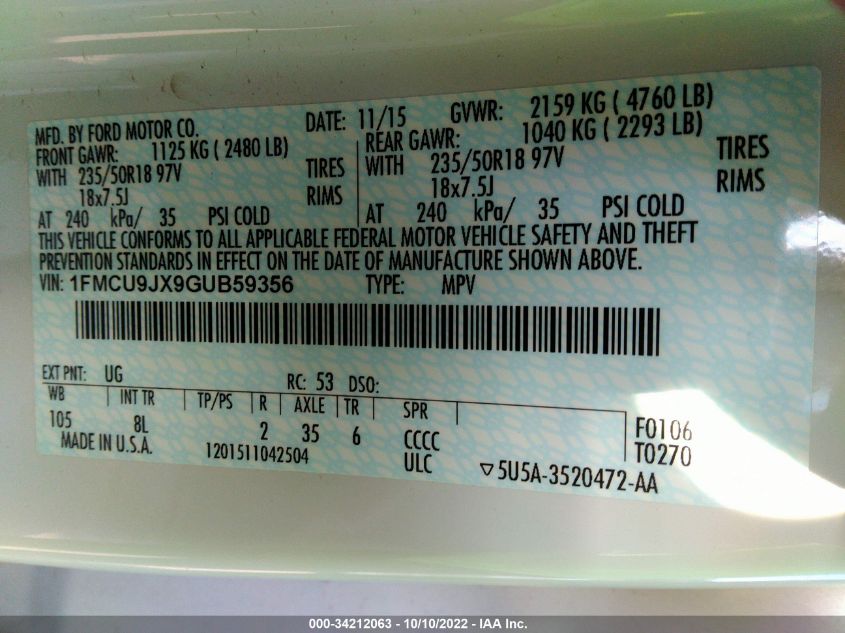 MFD. BY FORD MOTOR CO. DATE: 11/15 GVWR: 2159 KG ( 4760 LB)
FRONT GAWR: 1125 KG ( 2480 LB) REAR GAWR: 1040 KG ( 2293 LB)
WITH 235/50R18 97V TIRES WITH 235/50R18 97V TIRES
18x7.5J RIMS 18x7.5J RIMS
AT 240 kPa/ 35 PSI COLD AT 240 kPa/ 35 PSI COLD
THIS VEHICLE CONFORMS TO ALL APPLICABLE FEDERAL MOTOR VEHICLE SAFETY AND THEFT
PREVENTION STANDARDS IN EFFECT ON THE DATE OF MANUFACTURE SHOWN ABOVE.
VIN: 1FMCU9JX9GUB59356 TYPE: MPV
EXT PNT: UG RC: 53 DSO:
WB INT TR TP/PS R AXLE TR SPR
105 8L 2 35 6 CCCC F0106
MADE IN U.S.A. 1201511042504 ULC T0270
▽5U5A-3520472-AA
000-34212063 - 10/10/2022 - IAA Inc.